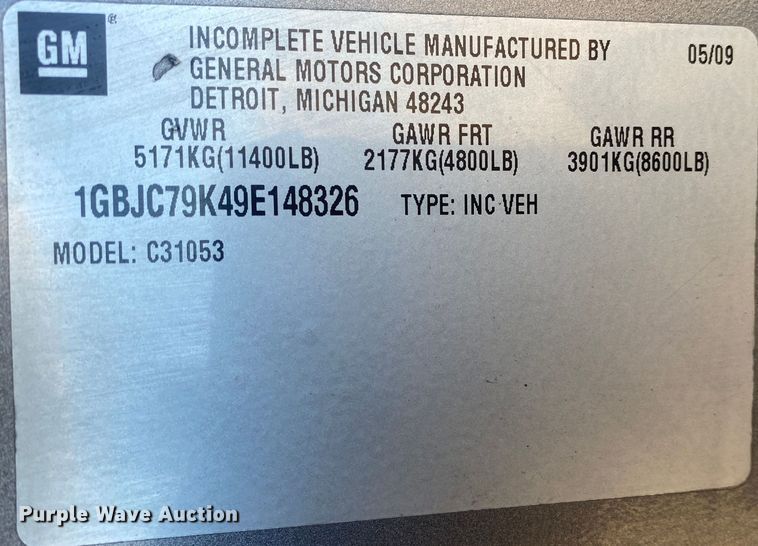 GM®
INCOMPLETE VEHICLE MANUFACTURED BY 05/09
GENERAL MOTORS CORPORATION
DETROIT, MICHIGAN 48243
GVWR GAWR FRT GAWR RR
5171KG(11400LB) 2177KG(4800LB) 3901KG(8600LB)
1GBJC79K49E148326 TYPE: INC VEH
MODEL: C31053
Purple Wave Auction